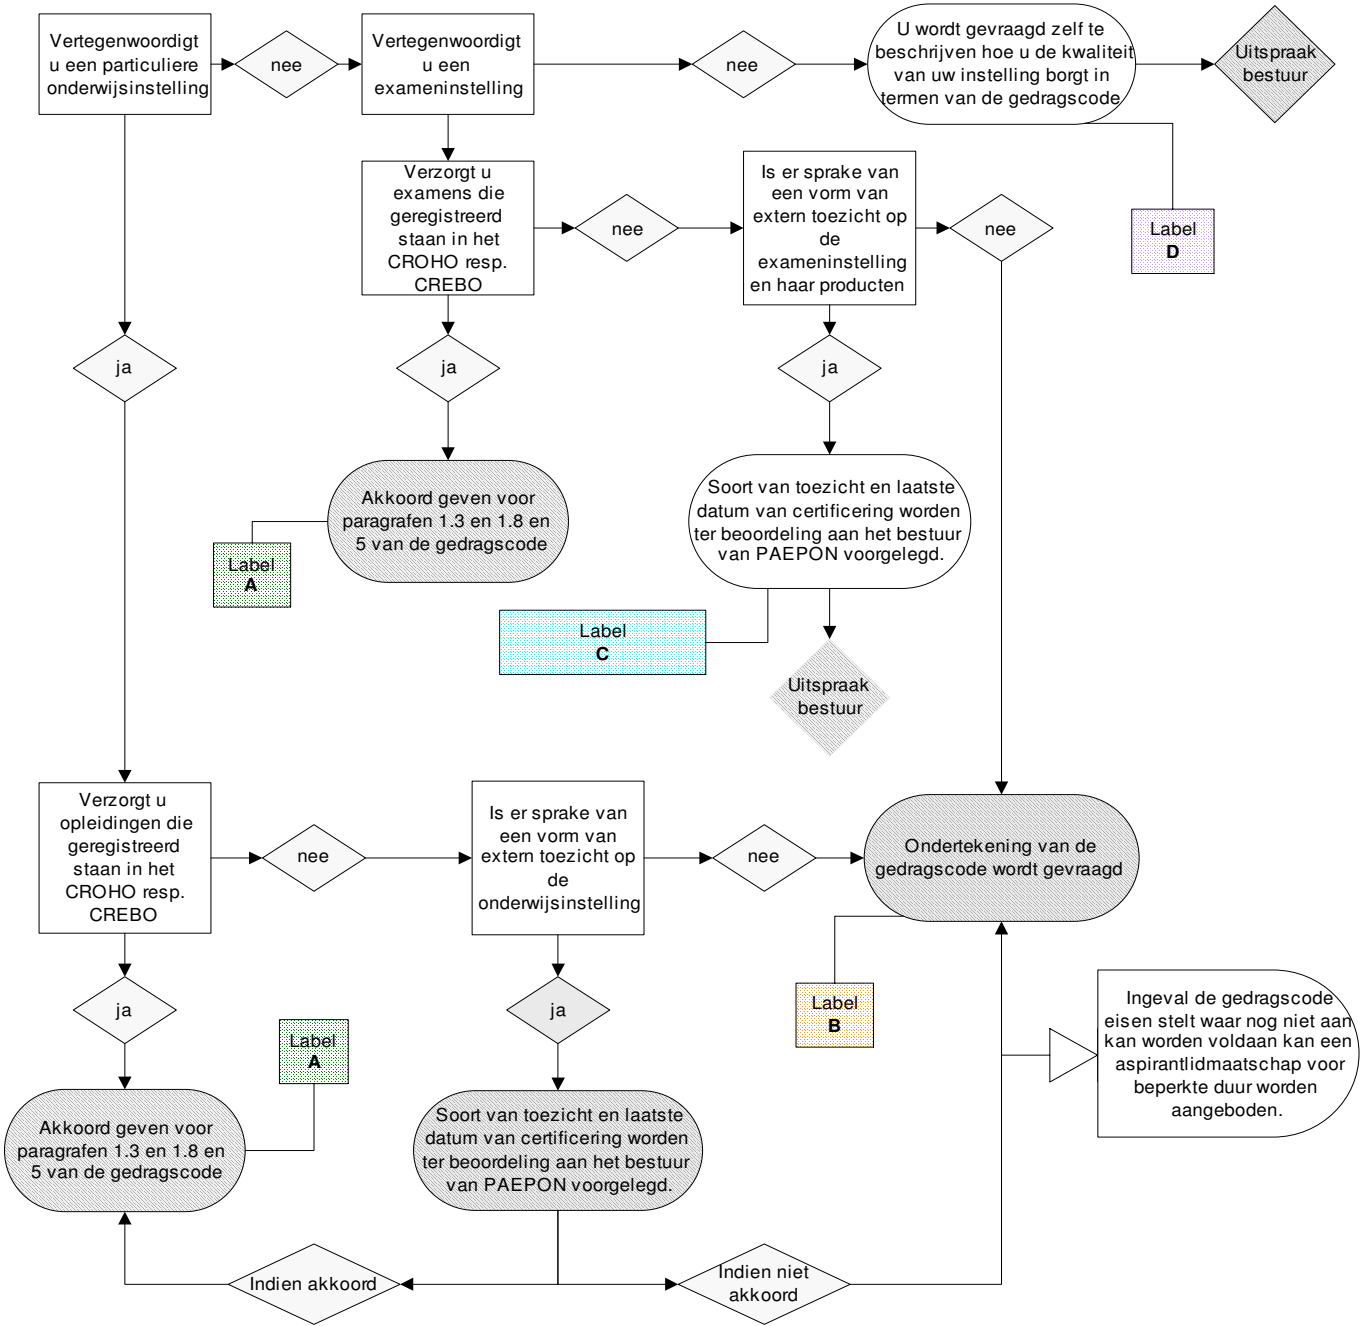 Vertegenwoordigt
u een particuliere
onderwijsinstelling
nee
Vertegenwoordigt
u een
exameninstelling
nee
U wordt gevraagd zelf te
beschrijven hoe u de kwaliteit
van uw instelling borgt in
termen van de gedragscode
Uitspraak
bestuur
Verzorgt u
examens die
geregistreerd
staan in het
CROHO resp.
CREBO
nee
Is er sprake van
een vorm van
extern toezicht op
de
exameninstelling
en haar producten
nee
Label
D
ja
ja
ja
Akkoord geven voor
paragrafen 1.3 en 1.8 en
5 van de gedragscode
Label
A
Soort van toezicht en laatste
datum van certificering worden
ter beoordeling aan het bestuur
van PAEPON voorgelegd.
Label
C
Uitspraak
bestuur
Verzorgt u
opleidingen die
geregistreerd
staan in het
CROHO resp.
CREBO
nee
Is er sprake van
een vorm van
extern toezicht op
de
onderwijsinstelling
nee
Ondertekening van de
gedragscode wordt gevraagd
ja
ja
Label
B
Label
A
Ingeval de gedragscode
eisen stelt waar nog niet aan
kan worden voldaan kan een
aspirantlidmaatschap voor
beperkte duur worden
aangeboden.
Akkoord geven voor
paragrafen 1.3 en 1.8 en
5 van de gedragscode
Soort van toezicht en laatste
datum van certificering worden
ter beoordeling aan het bestuur
van PAEPON voorgelegd.
Indien akkoord
Indien niet
akkoord